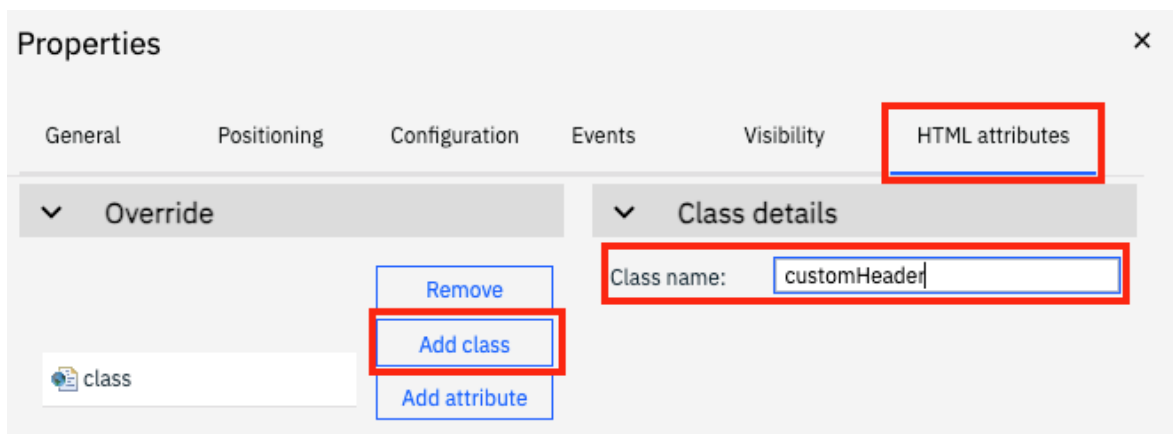 Properties
×
General Positioning Configuration Events Visibility HTML attributes
Override
Class details
Class name: customHeader
Remove
Add class
class
Add attribute